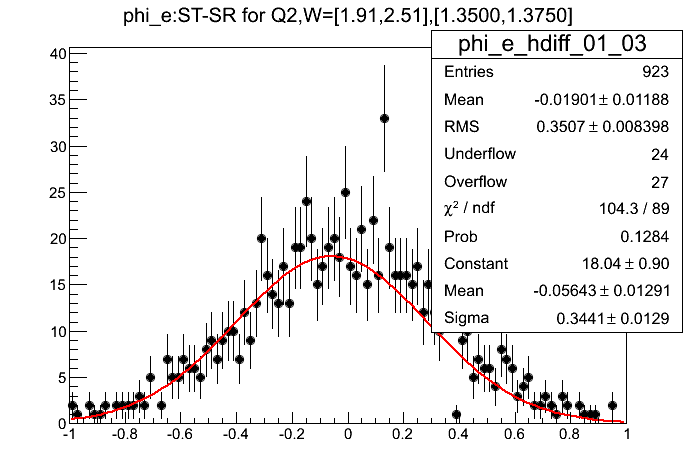 phi_e:ST-SR for Q2,W=[1.91,2.51],[1.3500,1.3750]
phi_e_hdiff_01_03
Entries 923
Mean -0.01901± 0.01188
RMS 0.3507 ± 0.008398
Underflow 24
Overflow 27
χ² / ndf 104.3 / 89
Prob 0.1284
Constant 18.04 ± 0.90
Mean -0.05643± 0.01291
Sigma 0.3441± 0.0129
40
35
30
25
20
15
10
5
0
-1 -0.8 -0.6 -0.4 -0.2 0 0.2 0.4 0.6 0.8 1